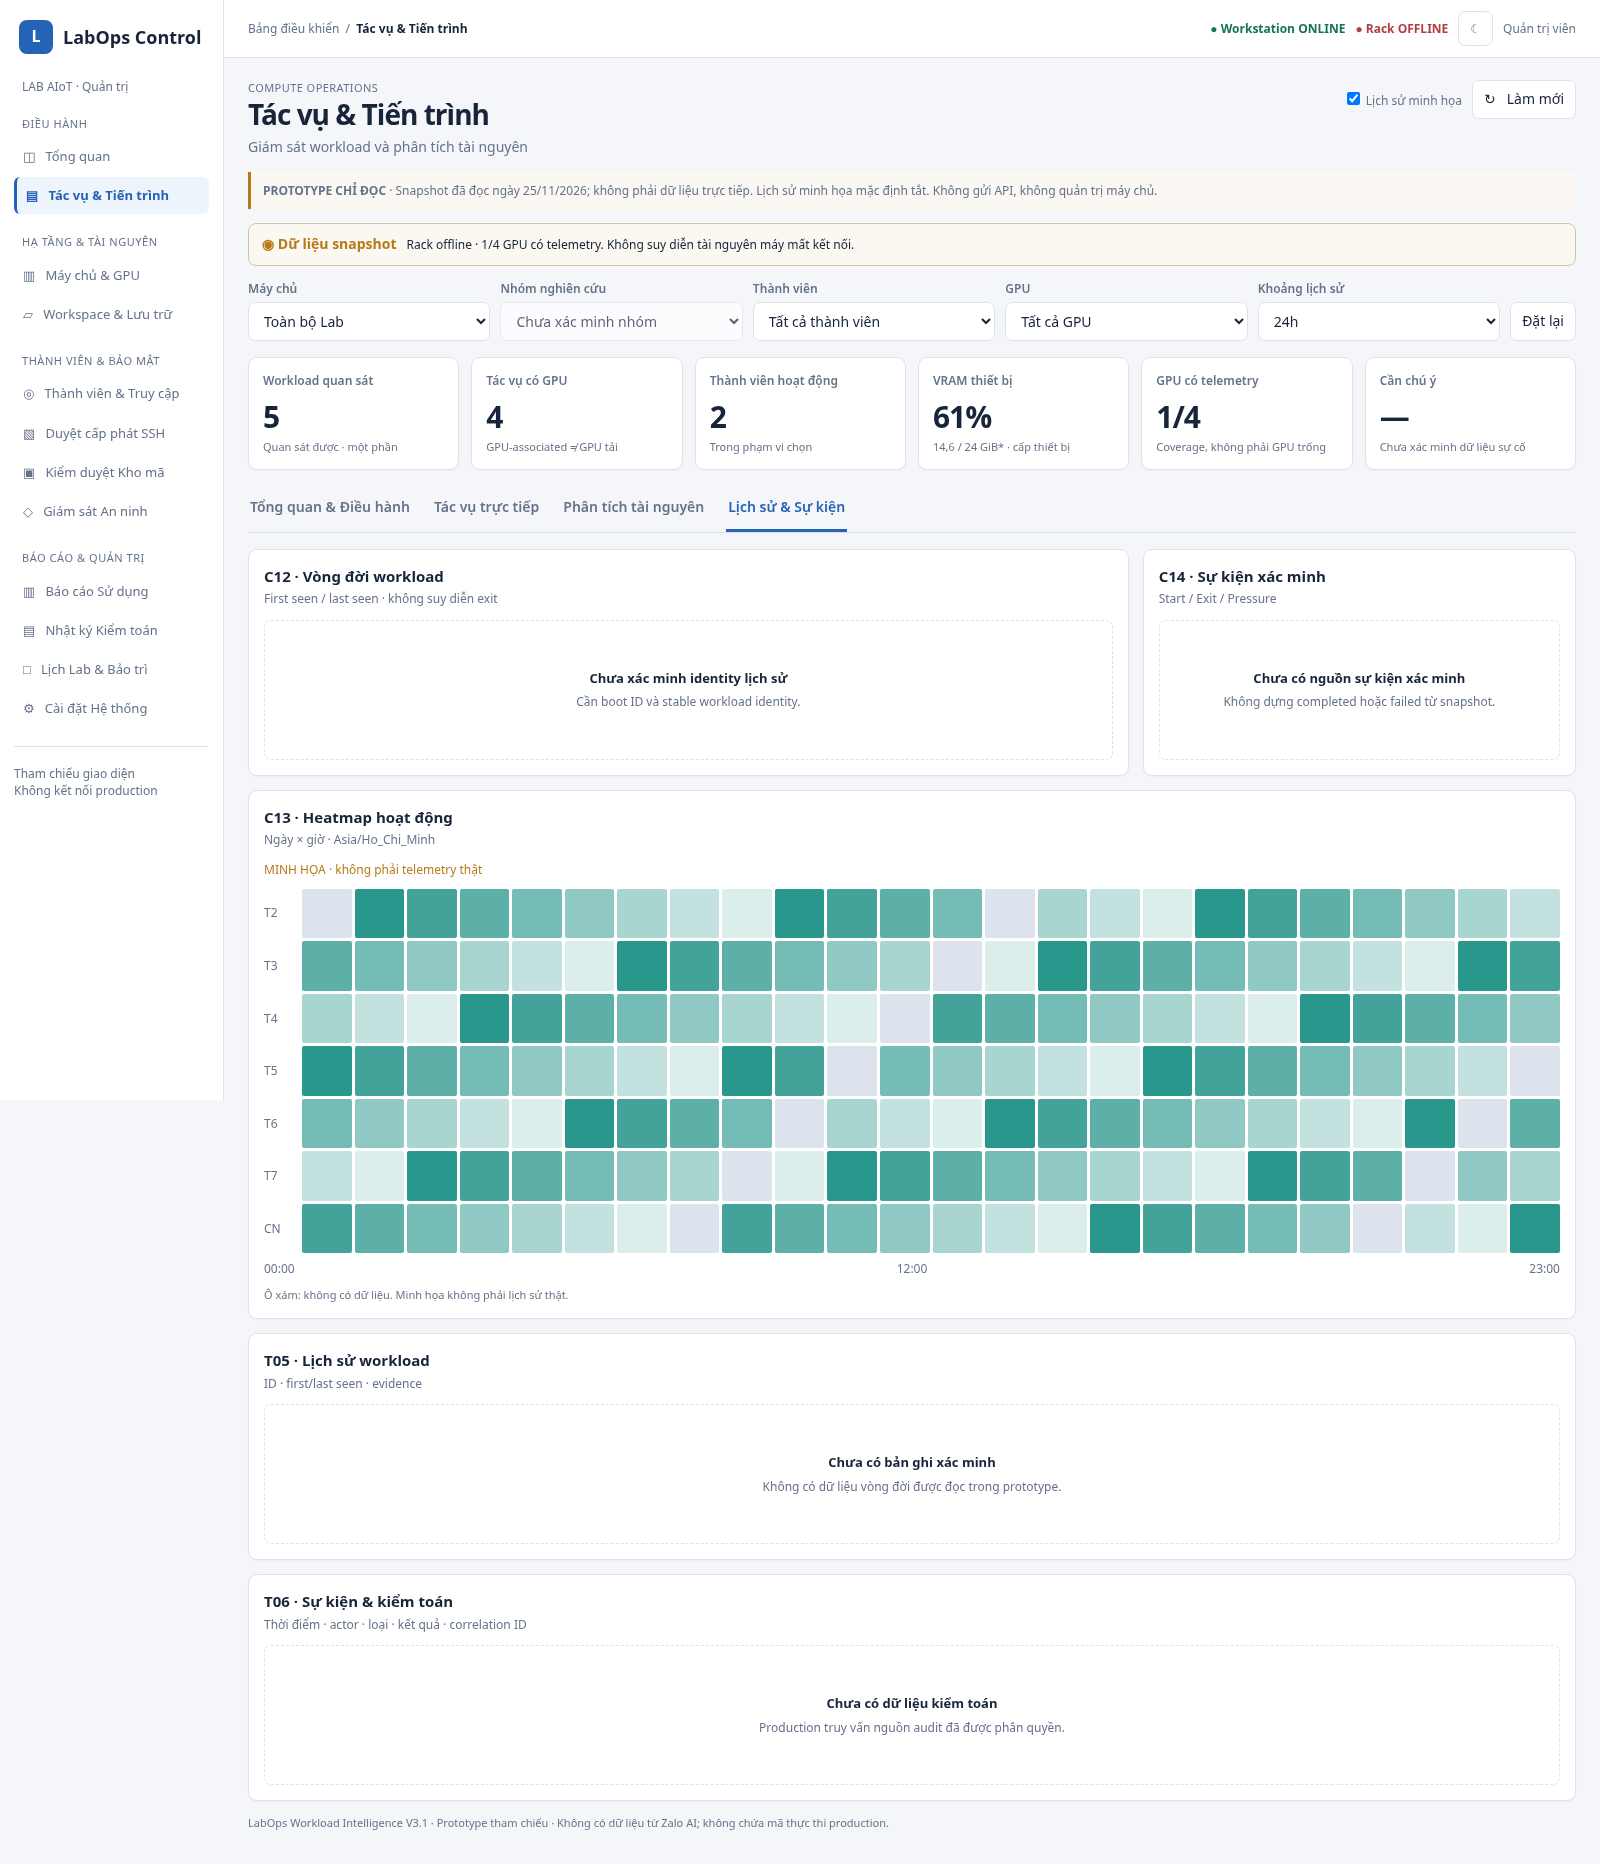 L LabOps Control
LAB AIoT · Quản trị
ĐIỀU HÀNH
Tổng quan
Tác vụ & Tiến trình
HẠ TẦNG & TÀI NGUYÊN
Máy chủ & GPU
Workspace & Lưu trữ
THÀNH VIÊN & BẢO MẬT
Thành viên & Truy cập
Duyệt cấp phát SSH
Kiểm duyệt Kho mã
Giám sát An ninh
BÁO CÁO & QUẢN TRỊ
Báo cáo Sử dụng
Nhật ký Kiểm toán
Lịch Lab & Bảo trì
Cài đặt Hệ thống
Tham chiếu giao diện
Không kết nối production
Bảng điều khiển / Tác vụ & Tiến trình
● Workstation ONLINE ● Rack OFFLINE ☾ Quản trị viên
COMPUTE OPERATIONS
Tác vụ & Tiến trình
Giám sát workload và phân tích tài nguyên
Lịch sử minh họa ↻ Làm mới
PROTOTYPE CHỈ ĐỌC · Snapshot đã đọc ngày 25/11/2026; không phải dữ liệu trực tiếp. Lịch sử minh họa mặc định tắt. Không gửi API, không quản trị máy chủ.
◉ Dữ liệu snapshot Rack offline · 1/4 GPU có telemetry. Không suy diễn tài nguyên máy mất kết nối.
Máy chủ Nhóm nghiên cứu Thành viên GPU Khoảng lịch sử
Toàn bộ Lab Chưa xác minh nhóm Tất cả thành viên Tất cả GPU 24h Đặt lại
Workload quan sát
5
Quan sát được · một phần
Tác vụ có GPU
4
GPU-associated ≠ GPU tải
Thành viên hoạt động
2
Trong phạm vi chọn
VRAM thiết bị
61%
14,6 / 24 GiB* · cấp thiết bị
GPU có telemetry
1/4
Coverage, không phải GPU trống
Cần chú ý
—
Chưa xác minh dữ liệu sự cố
Tổng quan & Điều hành Tác vụ trực tiếp Phân tích tài nguyên Lịch sử & Sự kiện
C12 · Vòng đời workload
First seen / last seen · không suy diễn exit
Chưa xác minh identity lịch sử
Cần boot ID và stable workload identity.
C14 · Sự kiện xác minh
Start / Exit / Pressure
Chưa có nguồn sự kiện xác minh
Không dựng completed hoặc failed từ snapshot.
C13 · Heatmap hoạt động
Ngày × giờ · Asia/Ho_Chi_Minh
MINH HỌA · không phải telemetry thật
T2
T3
T4
T5
T6
T7
CN
00:00 12:00 23:00
Ô xám: không có dữ liệu. Minh họa không phải lịch sử thật.
T05 · Lịch sử workload
ID · first/last seen · evidence
Chưa có bản ghi xác minh
Không có dữ liệu vòng đời được đọc trong prototype.
T06 · Sự kiện & kiểm toán
Thời điểm · actor · loại · kết quả · correlation ID
Chưa có dữ liệu kiểm toán
Production truy vấn nguồn audit đã được phân quyền.
LabOps Workload Intelligence V3.1 · Prototype tham chiếu · Không có dữ liệu từ Zalo AI; không chứa mã thực thi production.